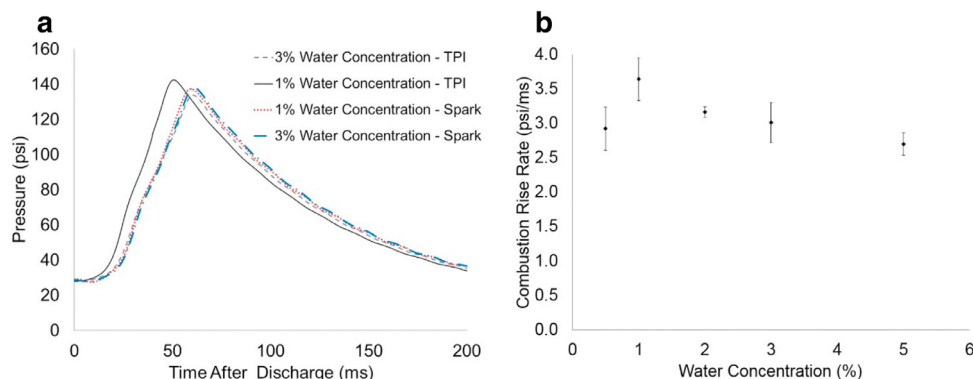 a
160
140
120
100
80
60
40
20
0
Pressure (psi)
3% Water Concentration - TPI
1% Water Concentration - TPI
1% Water Concentration - Spark
3% Water Concentration - Spark
0 50 100 150 200
Time After Discharge (ms)
b
4.0
3.5
3.0
2.5
2.0
1.5
1.0
0.5
0.0
Combustion Rise Rate (psi/ms)
0 1 2 3 4 5 6
Water Concentration (%)